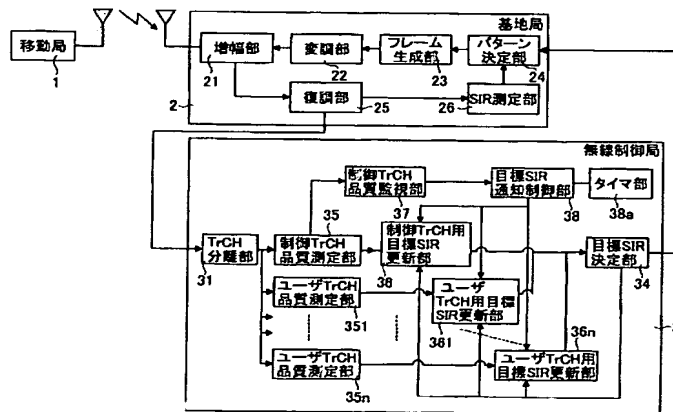 基地局
移動局
1
増幅部
21
変調部
22
フレーム
生成部
23
パターン
決定部
24
復調部
25
SIR測定部
26
2
無線制御局
制御TrCH
品質監視部
37
目標SIR
通知制御部
38
タイマ部
38a
TrCH
分離部
31
35
制御TrCH
品質測定部
制御TrCH用
目標SIR
更新部
38
目標SIR
決定部
34
ユーザTrCH
品質測定部
351
ユーザ
TrCH用目標
SIR更新部
361
36n
ユーザTrCH
品質測定部
35n
ユーザTrCH用
目標SIR更新部